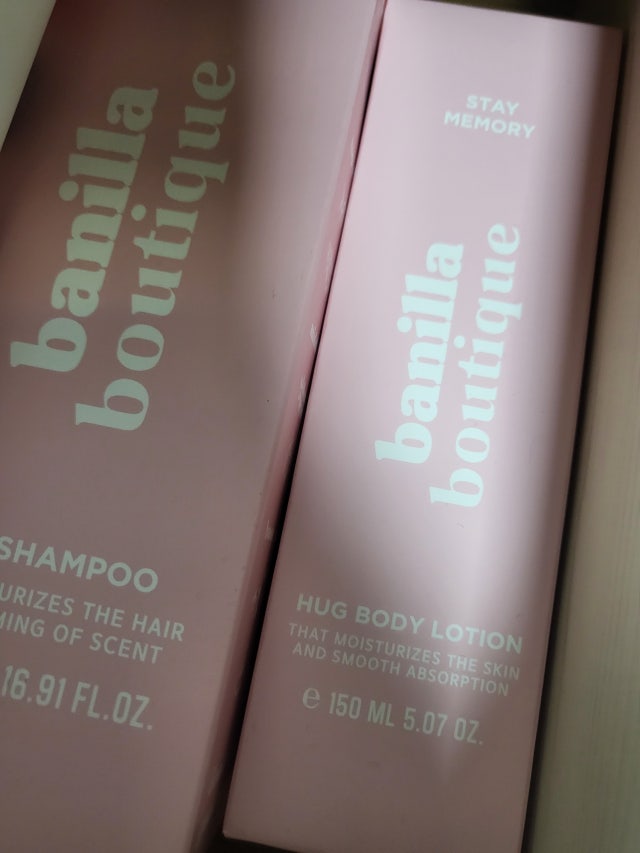 banilla
boutique
SHAMPOO
URIZES THE HAIR
MING OF SCENT
16.91 FL.OZ.
STAY
MEMORY
banilla
boutique
HUG BODY LOTION
THAT MOISTURIZES THE SKIN
AND SMOOTH ABSORPTION
e 150 ML 5.07 OZ.